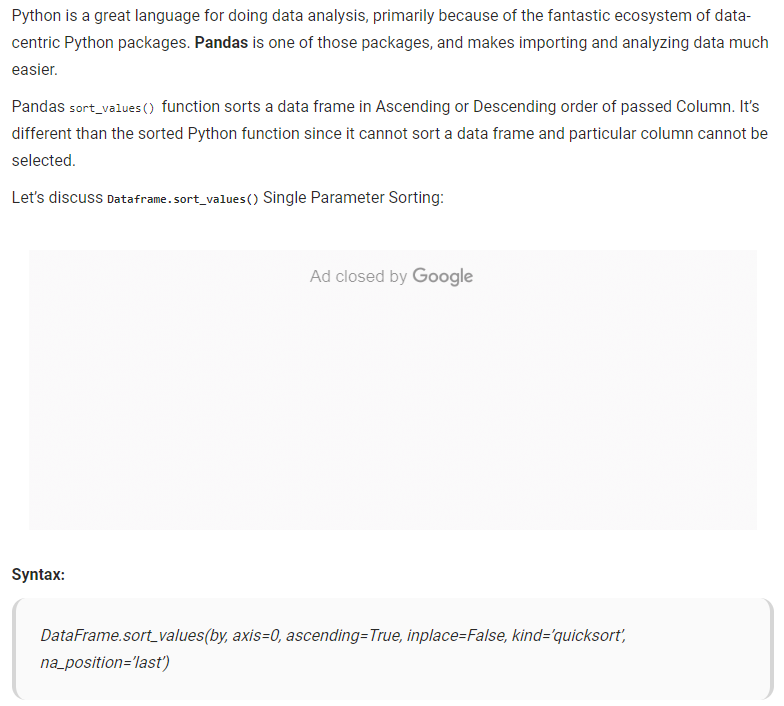 Python is a great language for doing data analysis, primarily because of the fantastic ecosystem of data-
centric Python packages. Pandas is one of those packages, and makes importing and analyzing data much
easier.
Pandas sort_values() function sorts a data frame in Ascending or Descending order of passed Column. It’s
different than the sorted Python function since it cannot sort a data frame and particular column cannot be
selected.
Let’s discuss Dataframe.sort_values() Single Parameter Sorting:
Ad closed by Google
Syntax:
DataFrame.sort_values(by, axis=0, ascending=True, inplace=False, kind=’quicksort’,
na_position=’last’)